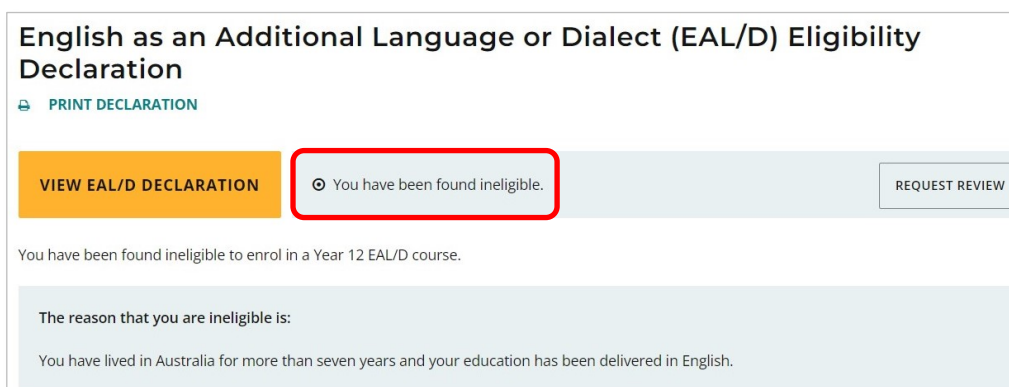 English as an Additional Language or Dialect (EAL/D) Eligibility
Declaration
PRINT DECLARATION
VIEW EAL/D DECLARATION
You have been found ineligible.
REQUEST REVIEW
You have been found ineligible to enrol in a Year 12 EAL/D course.
The reason that you are ineligible is:
You have lived in Australia for more than seven years and your education has been delivered in English.